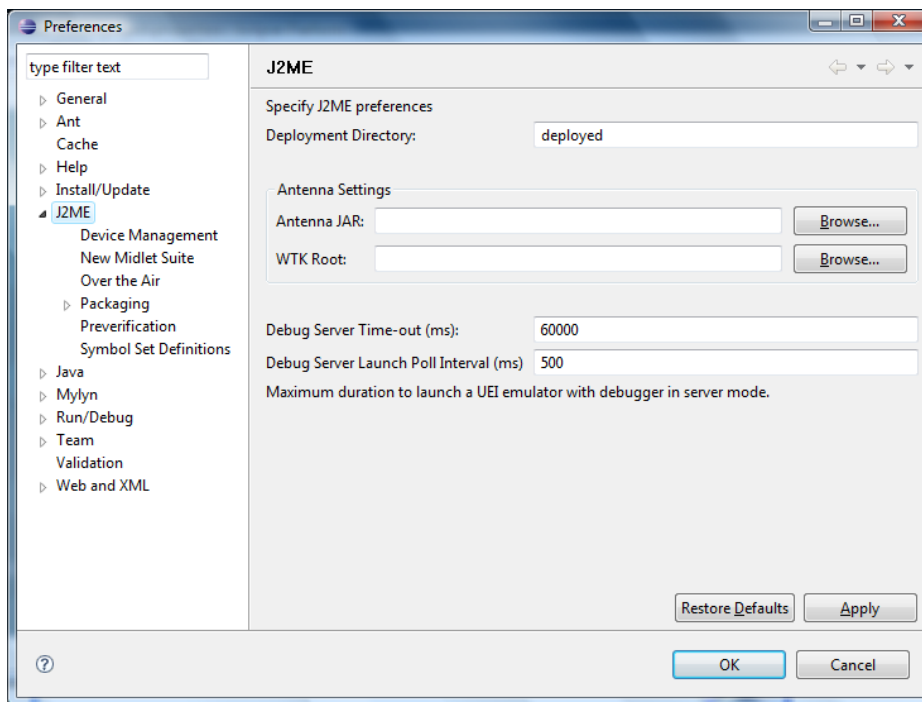 Preferences
type filter text
General
Ant
Cache
Help
Install/Update
J2ME
Device Management
New Midlet Suite
Over the Air
Packaging
Preverification
Symbol Set Definitions
Java
Mylyn
Run/Debug
Team
Validation
Web and XML
J2ME
Specify J2ME preferences
Deployment Directory: deployed
Antenna Settings
Antenna JAR: Browse...
WTK Root: Browse...
Debug Server Time-out (ms): 60000
Debug Server Launch Poll Interval (ms) 500
Maximum duration to launch a UEI emulator with debugger in server mode.
Restore Defaults Apply
? OK Cancel